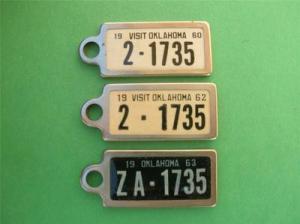 19 VISIT OKLAHOMA 60
2·1735
19 VISIT OKLAHOMA 62
2·1735
19 OKLAHOMA 63
ZA·1735